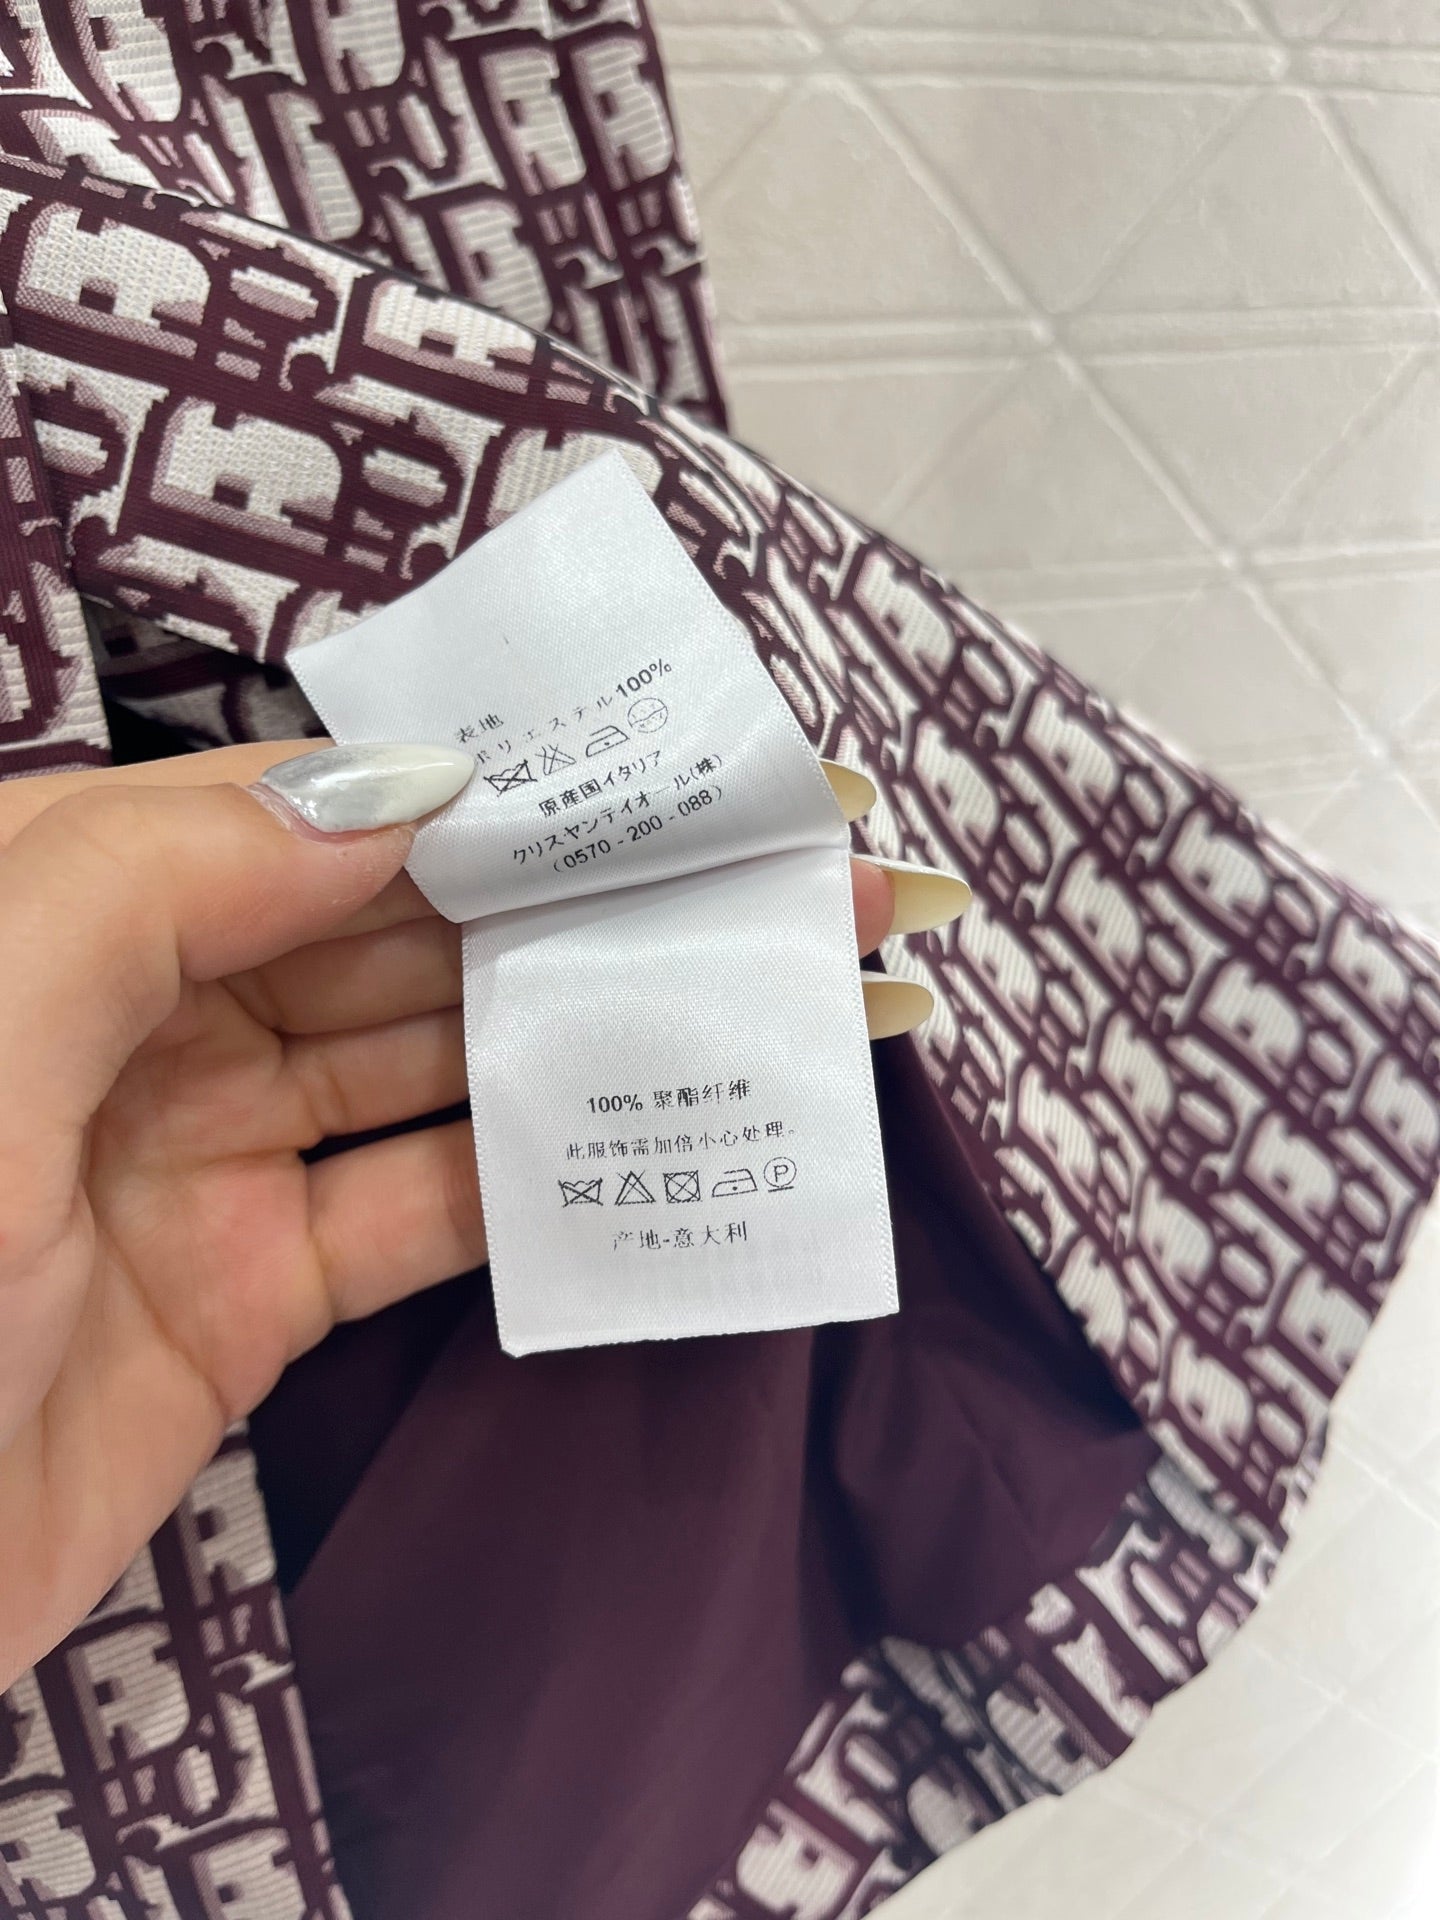 表地
ポリエステル100%
原産国イタリア
クリスヤンディオール(株)
(0570-200-088)
100% 聚酯纤维
此服饰需加倍小心处理。
P
产地-意大利